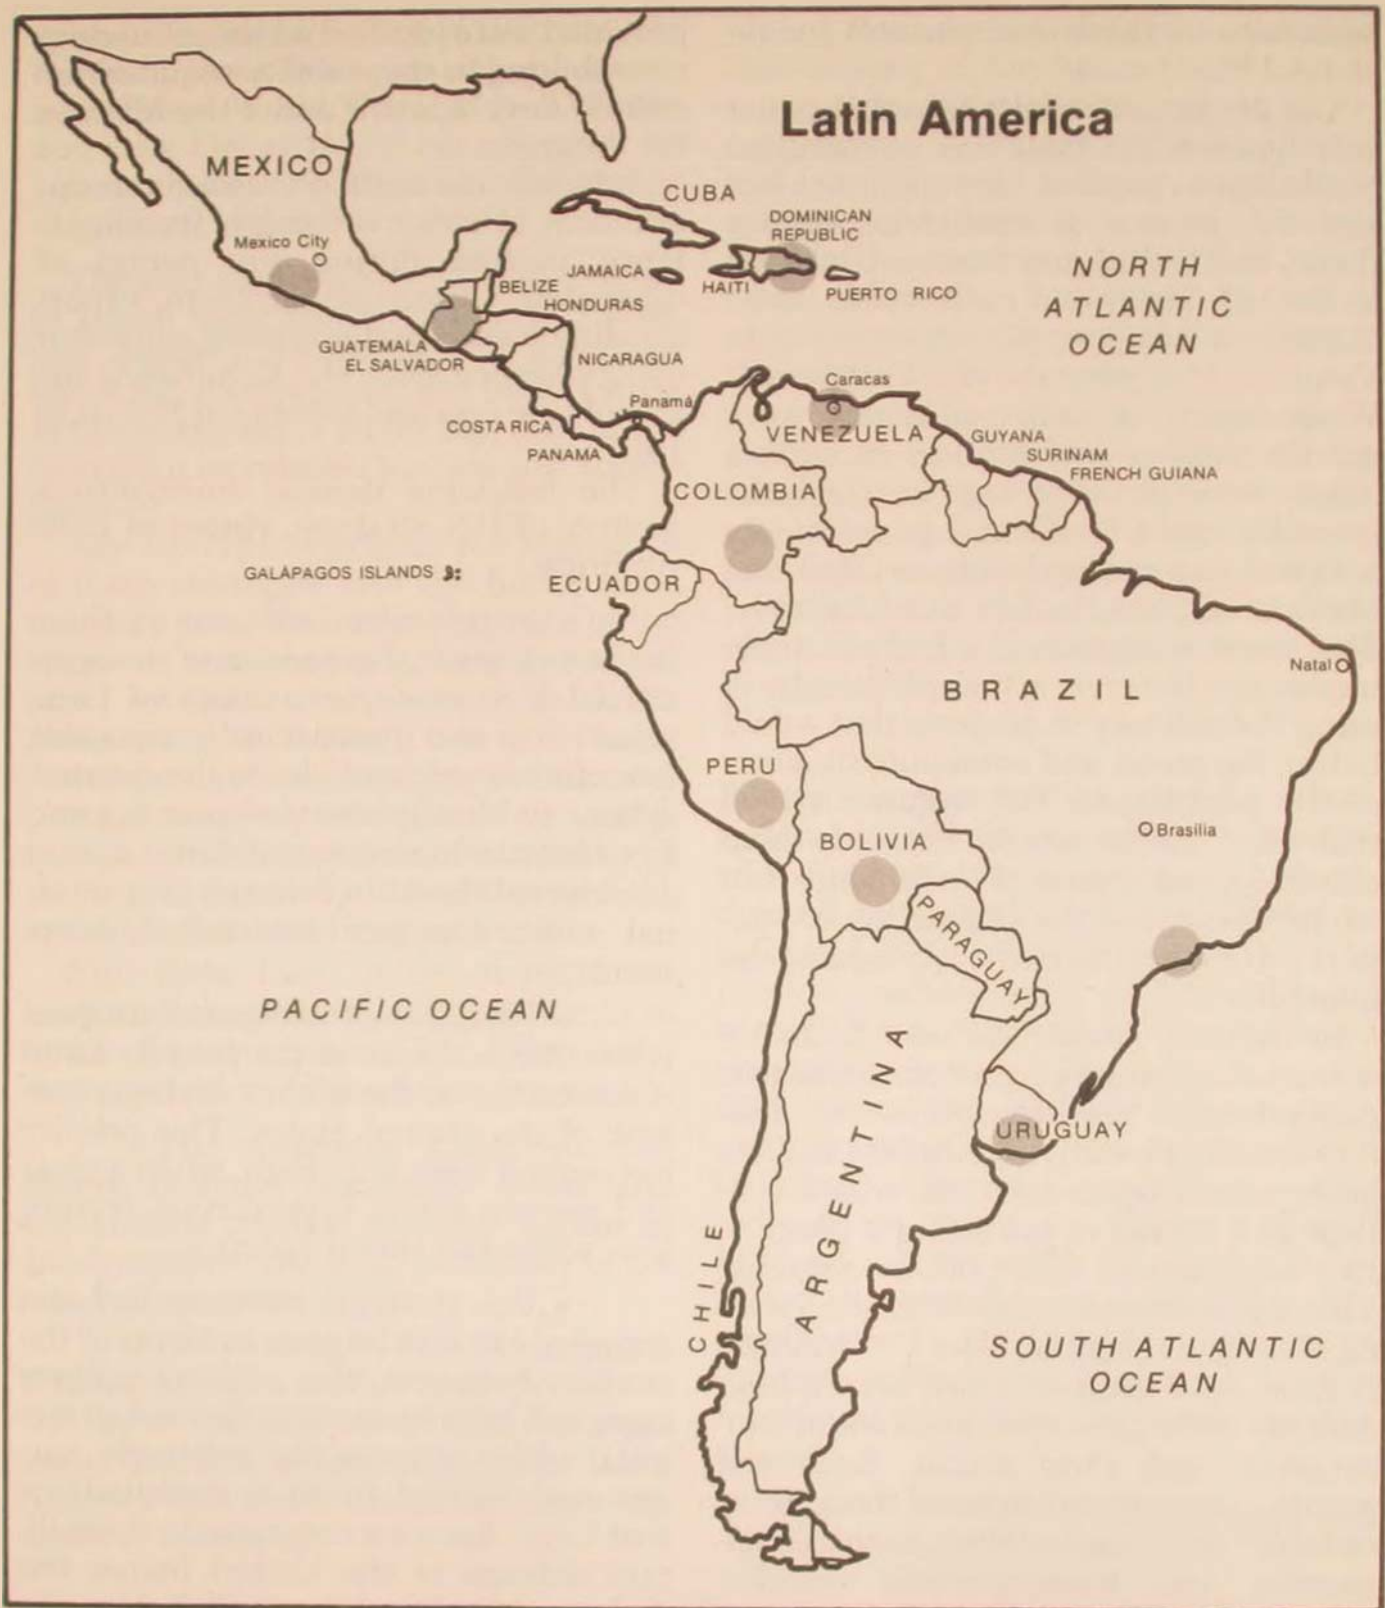 Latin America
MEXICO
CUBA
DOMINICAN
REPUBLIC
Mexico City
JAMAICA
HAITI
PUERTO RICO
BELIZE
HONDURAS
NORTH
ATLANTIC
OCEAN
GUATEMALA
EL SALVADOR
NICARAGUA
Caracas
Panamá
COSTA RICA
PANAMA
VENEZUELA
GUYANA
SURINAM
FRENCH GUIANA
COLOMBIA
GALÁPAGOS ISLANDS
ECUADOR
Natal
BRAZIL
PERU
Brasilia
BOLIVIA
PARAGUAY
PACIFIC OCEAN
ARGENTINA
URUGUAY
CHILE
SOUTH ATLANTIC
OCEAN